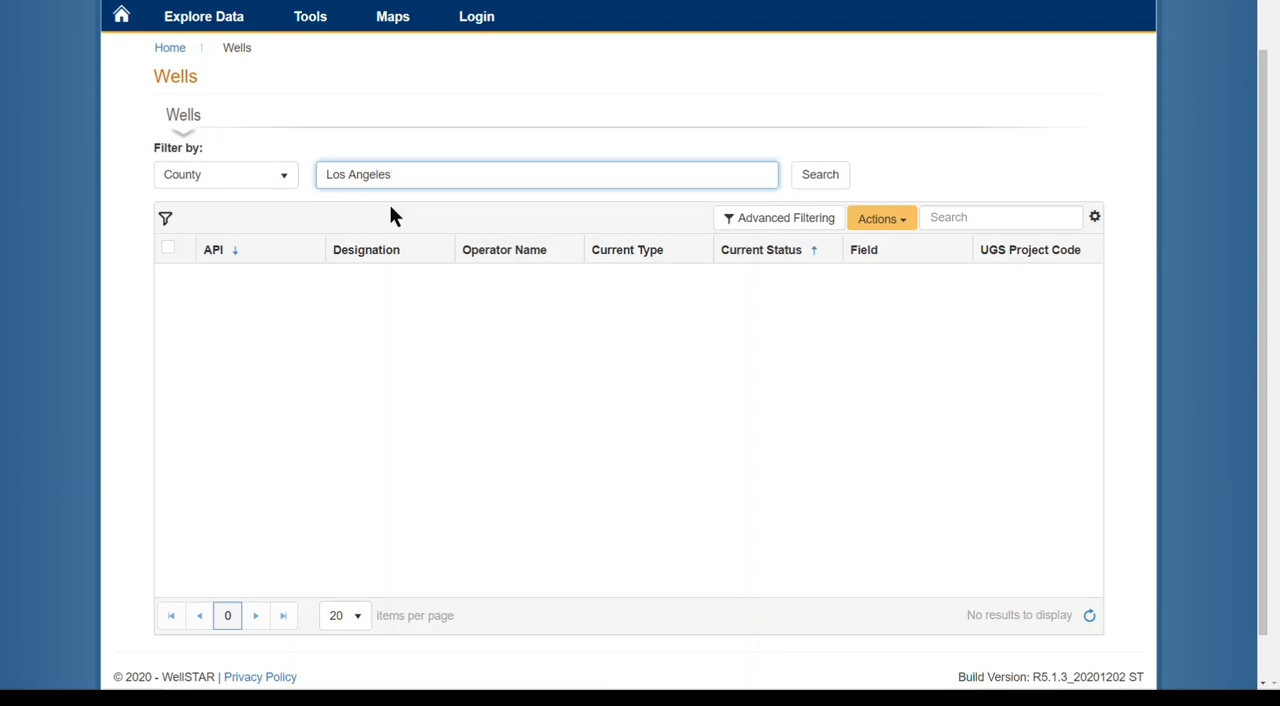 Explore Data Tools Maps Login
Home | Wells
Wells
Wells
Filter by:
County Los Angeles Search
Advanced Filtering Actions Search
API Designation Operator Name Current Type Current Status Field UGS Project Code
0 20 items per page No results to display
© 2020 - WellSTAR | Privacy Policy Build Version: R5.1.3_20201202 ST